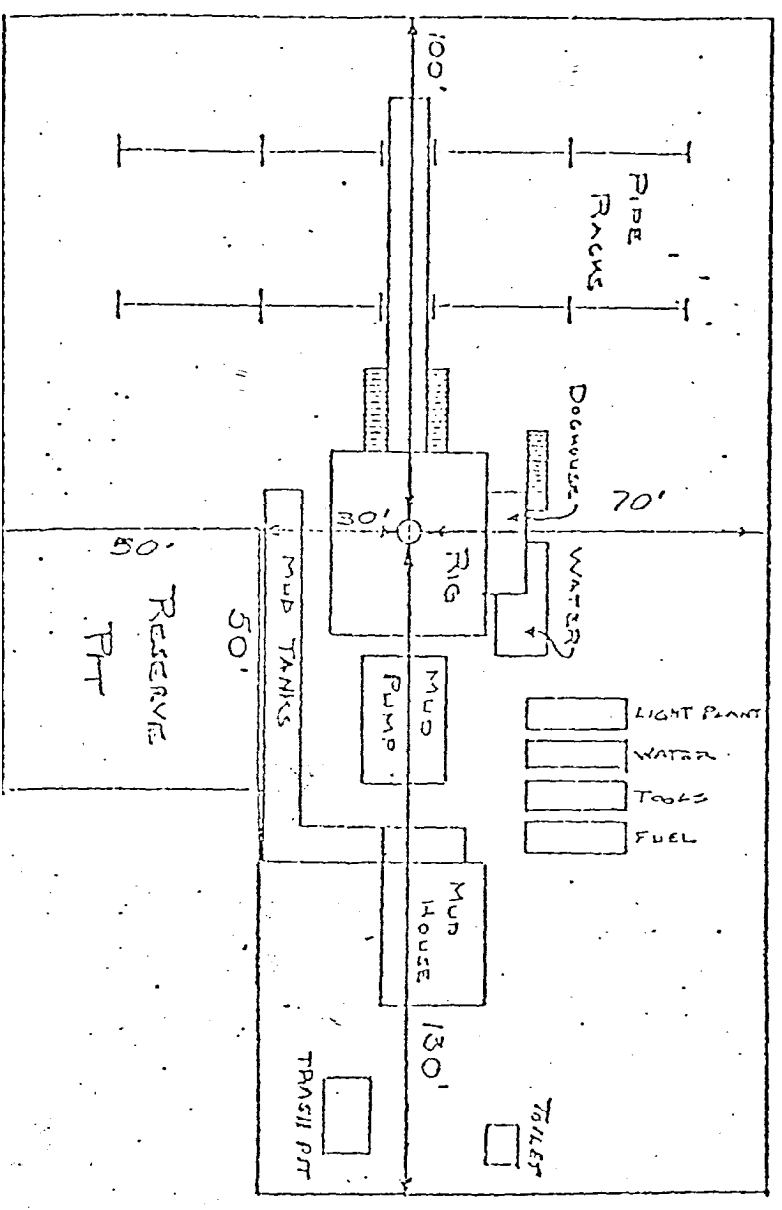 100'
PIPE
RACKS
DOGHOUSE
70'
WATER
RIG
30'
50'
RESERVE
PIT
50'
MUD TANKS
MUD
PUMP
LIGHT PLANT
WATER
TOOLS
FUEL
MUD
HOUSE
130'
TRASH PIT
TOILET